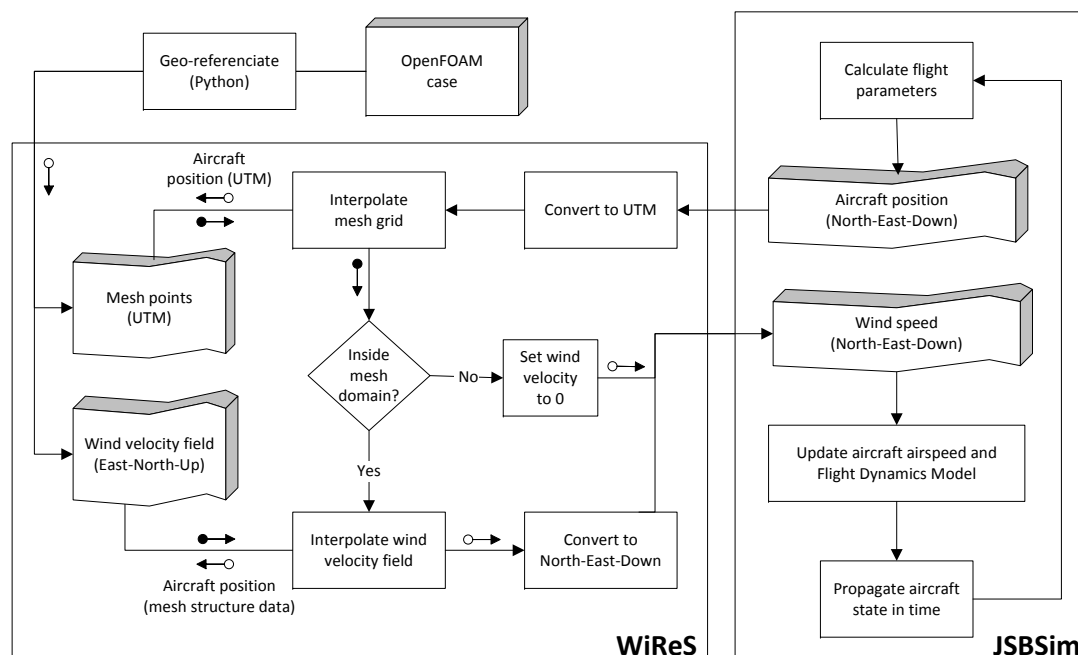 Geo-referenciate
(Python)
OpenFOAM
case
Calculate flight
parameters
Aircraft
position (UTM)
Interpolate
mesh grid
Convert to UTM
Aircraft position
(North-East-Down)
Mesh points
(UTM)
Inside
mesh
domain?
No
Set wind
velocity
to 0
Wind speed
(North-East-Down)
Wind velocity field
(East-North-Up)
Yes
Update aircraft airspeed and
Flight Dynamics Model
Interpolate wind
velocity field
Convert to
North-East-Down
Aircraft position
(mesh structure data)
Propagate aircraft
state in time
WiReS
JSBSim